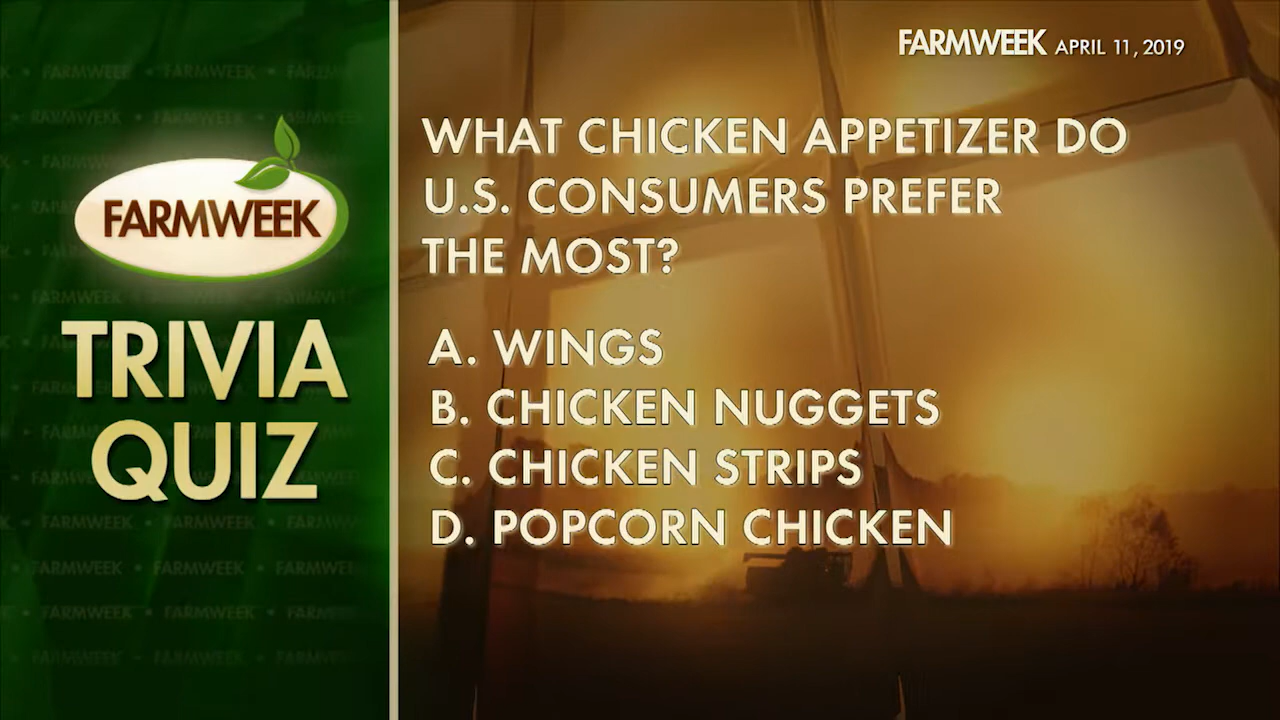 FARMWEEK APRIL 11, 2019
FARMWEEK
TRIVIA
QUIZ
WHAT CHICKEN APPETIZER DO
U.S. CONSUMERS PREFER
THE MOST?
A. WINGS
B. CHICKEN NUGGETS
C. CHICKEN STRIPS
D. POPCORN CHICKEN